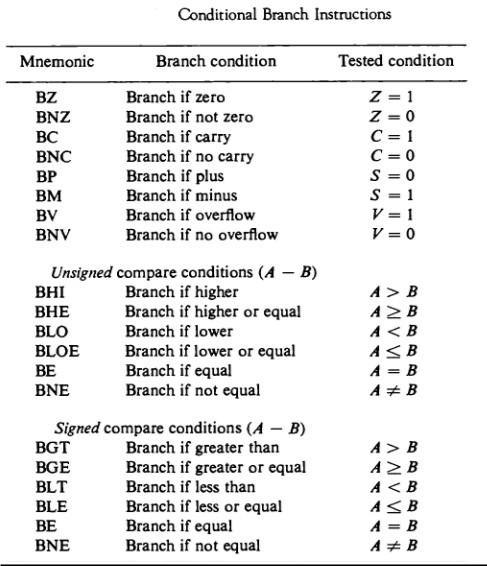 Conditional Branch Instructions
Mnemonic Branch condition Tested condition
BZ Branch if zero Z = 1
BNZ Branch if not zero Z = 0
BC Branch if carry C = 1
BNC Branch if no carry C = 0
BP Branch if plus S = 0
BM Branch if minus S = 1
BV Branch if overflow V = 1
BNV Branch if no overflow V = 0
Unsigned compare conditions (A − B)
BHI Branch if higher A > B
BHE Branch if higher or equal A ≥ B
BLO Branch if lower A < B
BLOE Branch if lower or equal A ≤ B
BE Branch if equal A = B
BNE Branch if not equal A ≠ B
Signed compare conditions (A − B)
BGT Branch if greater than A > B
BGE Branch if greater or equal A ≥ B
BLT Branch if less than A < B
BLE Branch if less or equal A ≤ B
BE Branch if equal A = B
BNE Branch if not equal A ≠ B